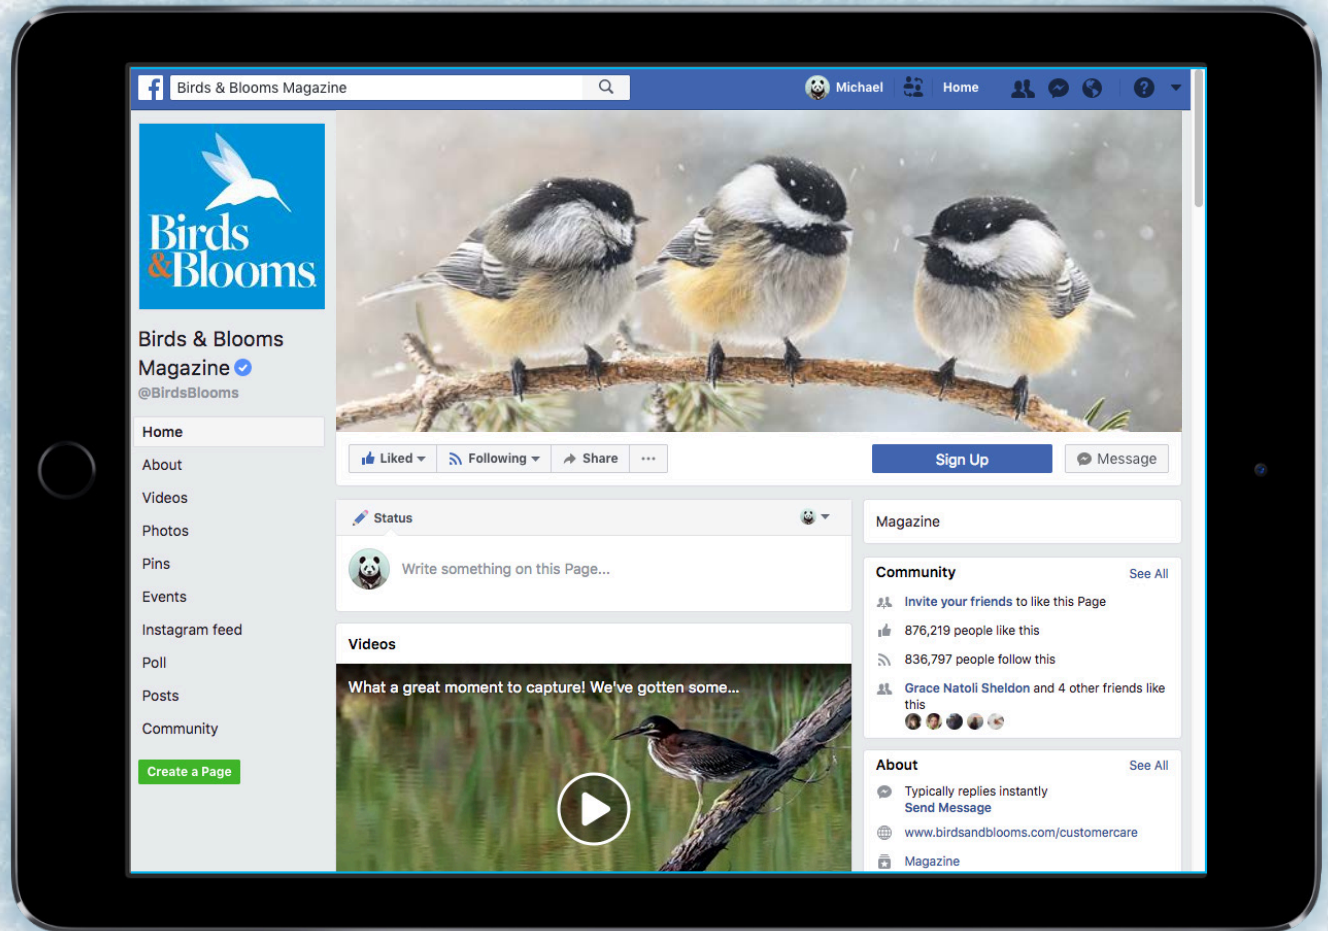 Birds & Blooms Magazine
Michael
Home
Birds
&Blooms
Birds & Blooms
Magazine
@BirdsBlooms
Home
About
Videos
Photos
Pins
Events
Instagram feed
Poll
Posts
Community
Create a Page
Liked
Following
Share
Sign Up
Message
Status
Write something on this Page...
Videos
What a great moment to capture! We've gotten some...
Magazine
Community
See All
Invite your friends to like this Page
876,219 people like this
836,797 people follow this
Grace Natoli Sheldon and 4 other friends like
this
About
See All
Typically replies instantly
Send Message
www.birdsandblooms.com/customercare
Magazine